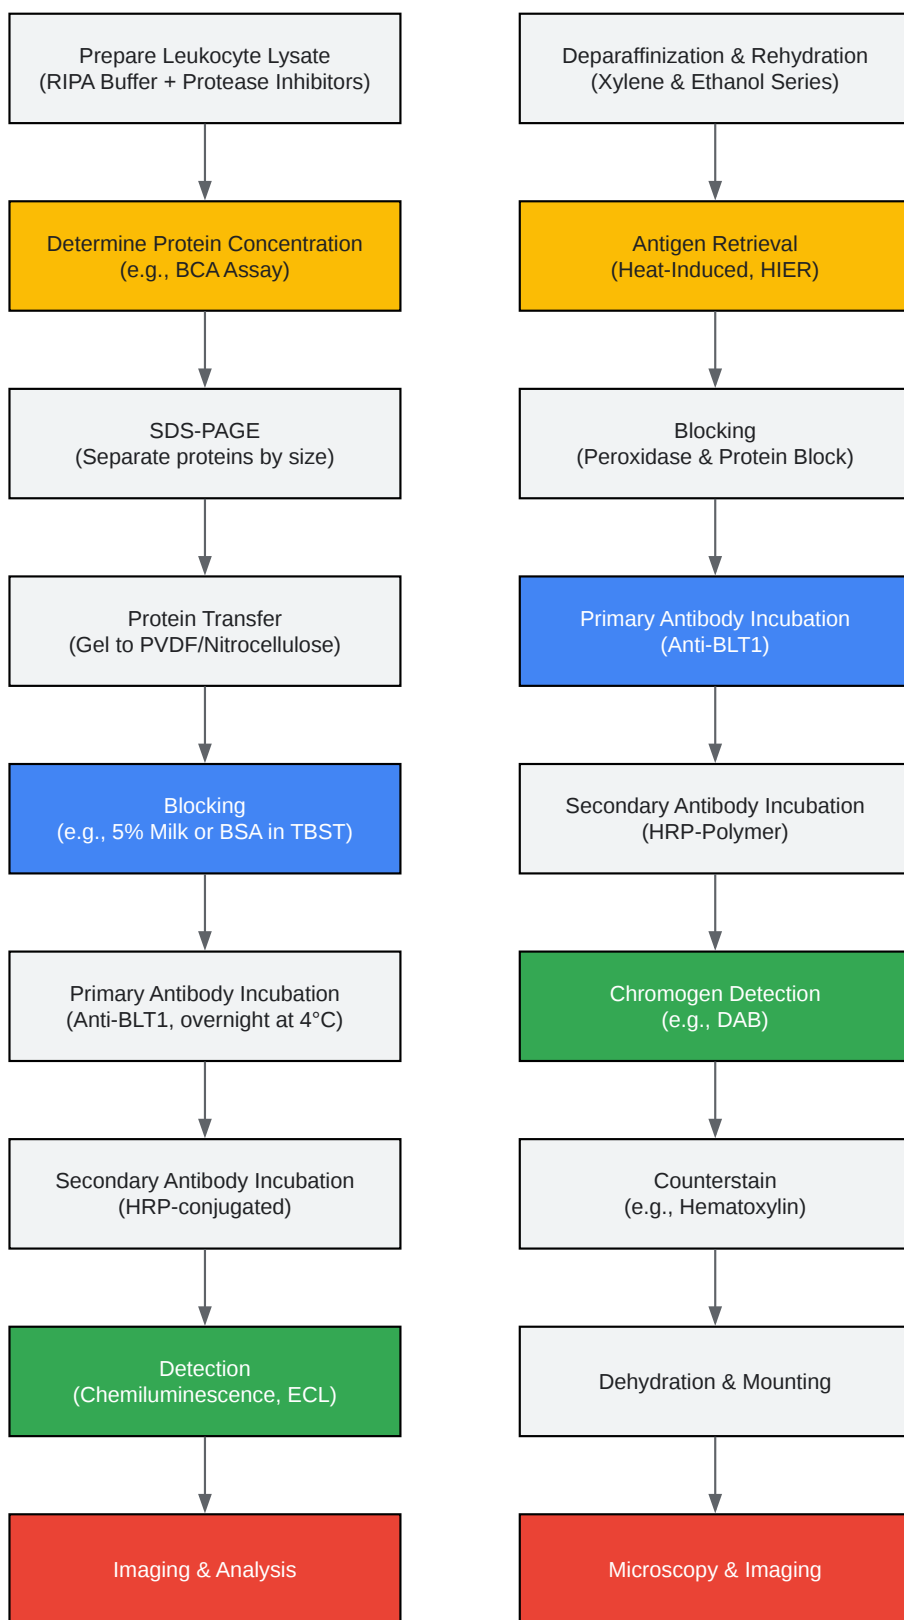 Prepare Leukocyte Lysate
(RIPA Buffer + Protease Inhibitors)
Determine Protein Concentration
(e.g., BCA Assay)
SDS-PAGE
(Separate proteins by size)
Protein Transfer
(Gel to PVDF/Nitrocellulose)
Blocking
(e.g., 5% Milk or BSA in TBST)
Primary Antibody Incubation
(Anti-BLT1, overnight at 4°C)
Secondary Antibody Incubation
(HRP-conjugated)
Detection
(Chemiluminescence, ECL)
Imaging & Analysis
Deparaffinization & Rehydration
(Xylene & Ethanol Series)
Antigen Retrieval
(Heat-Induced, HIER)
Blocking
(Peroxidase & Protein Block)
Primary Antibody Incubation
(Anti-BLT1)
Secondary Antibody Incubation
(HRP-Polymer)
Chromogen Detection
(e.g., DAB)
Counterstain
(e.g., Hematoxylin)
Dehydration & Mounting
Microscopy & Imaging